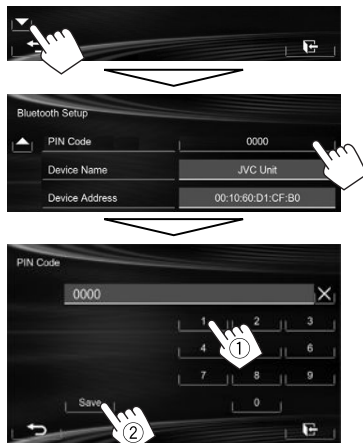 Bluetooth Setup
PIN Code 0000
Device Name JVC Unit
Device Address 00:10:60:D1:CF:B0
PIN Code
0000
1 2 3
4 6
7 8 9
Save 0
①
②